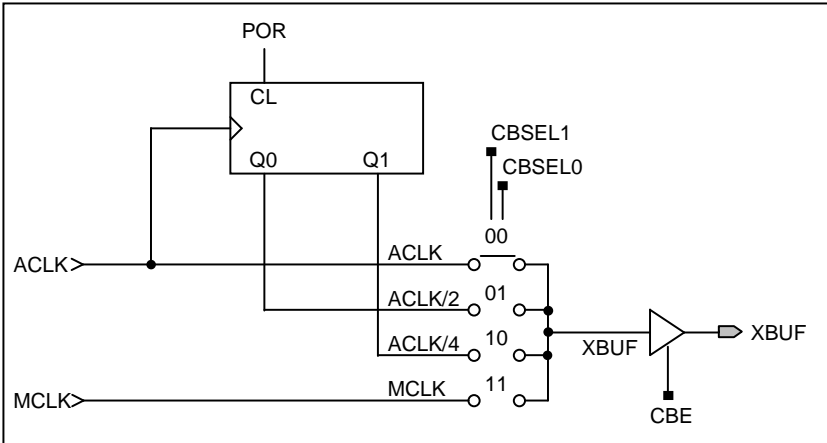 POR
CL
Q0 Q1
CBSEL1
CBSEL0
00
ACLK ACLK
ACLK/2 01
XBUF XBUF
ACLK/4 10
MCLK MCLK 11
CBE